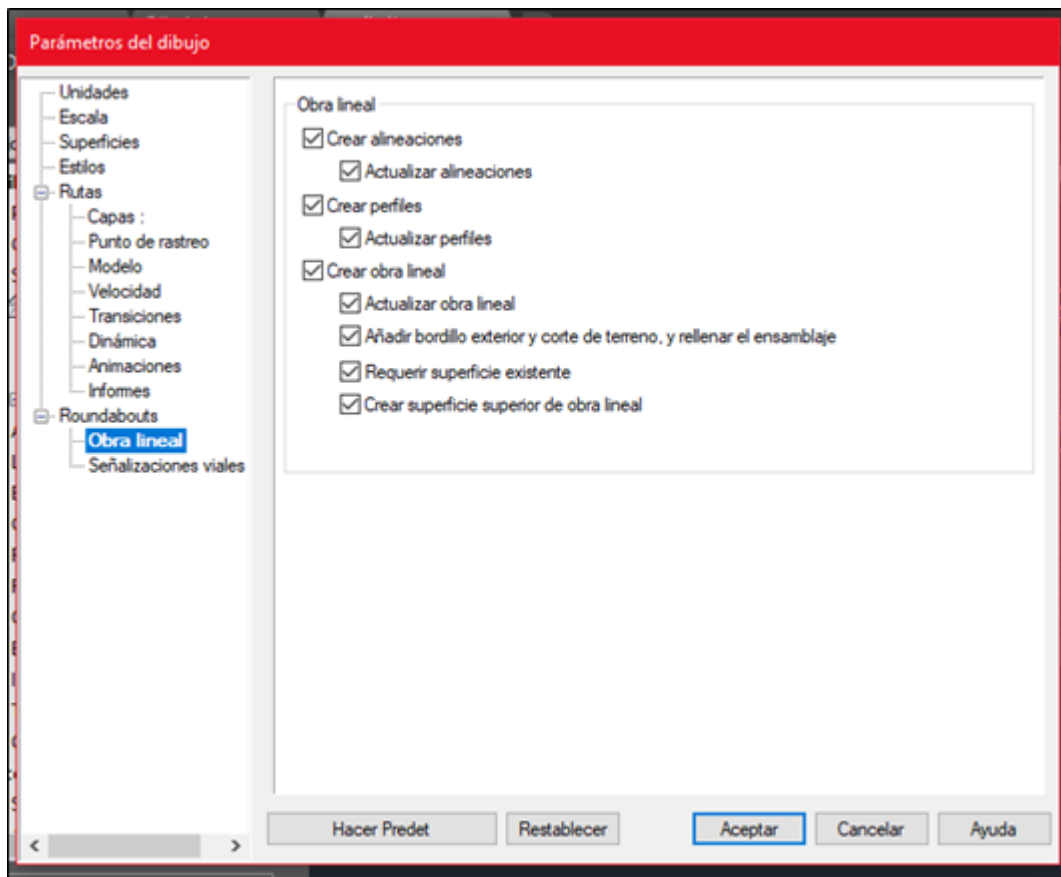 Parámetros del dibujo
Unidades
Escala
Superficies
Estilos
Rutas
Capas :
Punto de rastreo
Modelo
Velocidad
Transiciones
Dinámica
Animaciones
Informes
Roundabouts
Obra lineal
Señalizaciones viales
Obra lineal
Crear alineaciones
Actualizar alineaciones
Crear perfiles
Actualizar perfiles
Crear obra lineal
Actualizar obra lineal
Añadir bordillo exterior y corte de terreno, y rellenar el ensamblaje
Requerir superficie existente
Crear superficie superior de obra lineal
Hacer Predet
Restablecer
Aceptar
Cancelar
Ayuda